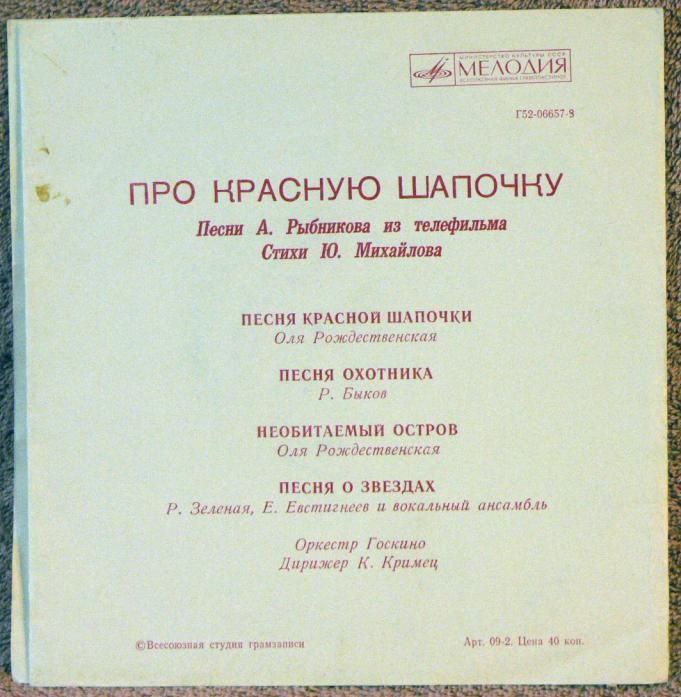 МИНИСТЕРСТВО КУЛЬТУРЫ СССР
МЕЛОДИЯ
ВСЕСОЮЗНАЯ ФИРМА ГРАМПЛАСТИНОК
Г52-06657-8
ПРО КРАСНУЮ ШАПОЧКУ
Песни А. Рыбникова из телефильма
Стихи Ю. Михайлова
ПЕСНЯ КРАСНОЙ ШАПОЧКИ
Оля Рождественская
ПЕСНЯ ОХОТНИКА
Р. Быков
НЕОБИТАЕМЫЙ ОСТРОВ
Оля Рождественская
ПЕСНЯ О ЗВЕЗДАХ
Р. Зеленая, Е. Евстигнеев и вокальный ансамбль
Оркестр Госкино
Дирижер К. Кримец
©Всесоюзная студия грамзаписи
Арт. 09-2. Цена 40 коп.